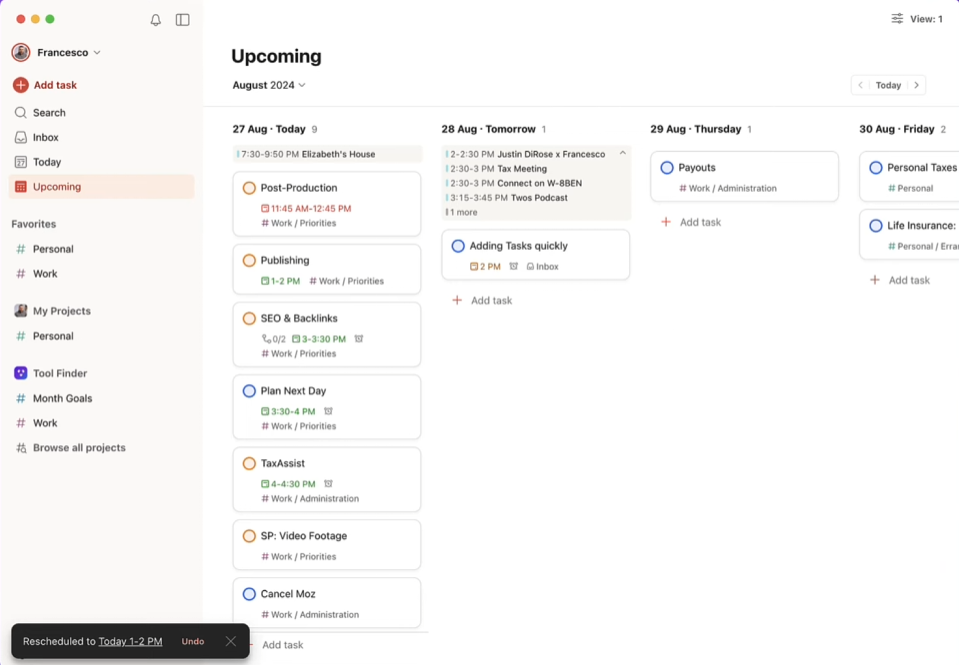 View: 1
Francesco
Add task
Search
Inbox
Today
Upcoming
Favorites
# Personal
# Work
My Projects
# Personal
Tool Finder
# Month Goals
# Work
Browse all projects
Upcoming
August 2024
Today
27 Aug · Today 9
7:30-9:50 PM Elizabeth's House
Post-Production
11:45 AM-12:45 PM
# Work / Priorities
Publishing
1-2 PM # Work / Priorities
SEO & Backlinks
0/2 3-3:30 PM
# Work / Priorities
Plan Next Day
3:30-4 PM
# Work / Priorities
TaxAssist
4-4:30 PM
# Work / Administration
SP: Video Footage
# Work / Priorities
Cancel Moz
# Work / Administration
Add task
28 Aug · Tomorrow 1
2-2:30 PM Justin DiRose x Francesco
2:30-3 PM Tax Meeting
2:30-3 PM Connect on W-8BEN
3:15-3:45 PM Twos Podcast
1 more
Adding Tasks quickly
2 PM Inbox
Add task
29 Aug · Thursday 1
Payouts
# Work / Administration
Add task
30 Aug · Friday 2
Personal Taxes
# Personal
Life Insurance:
# Personal / Erra
Add task
Rescheduled to Today 1-2 PM Undo